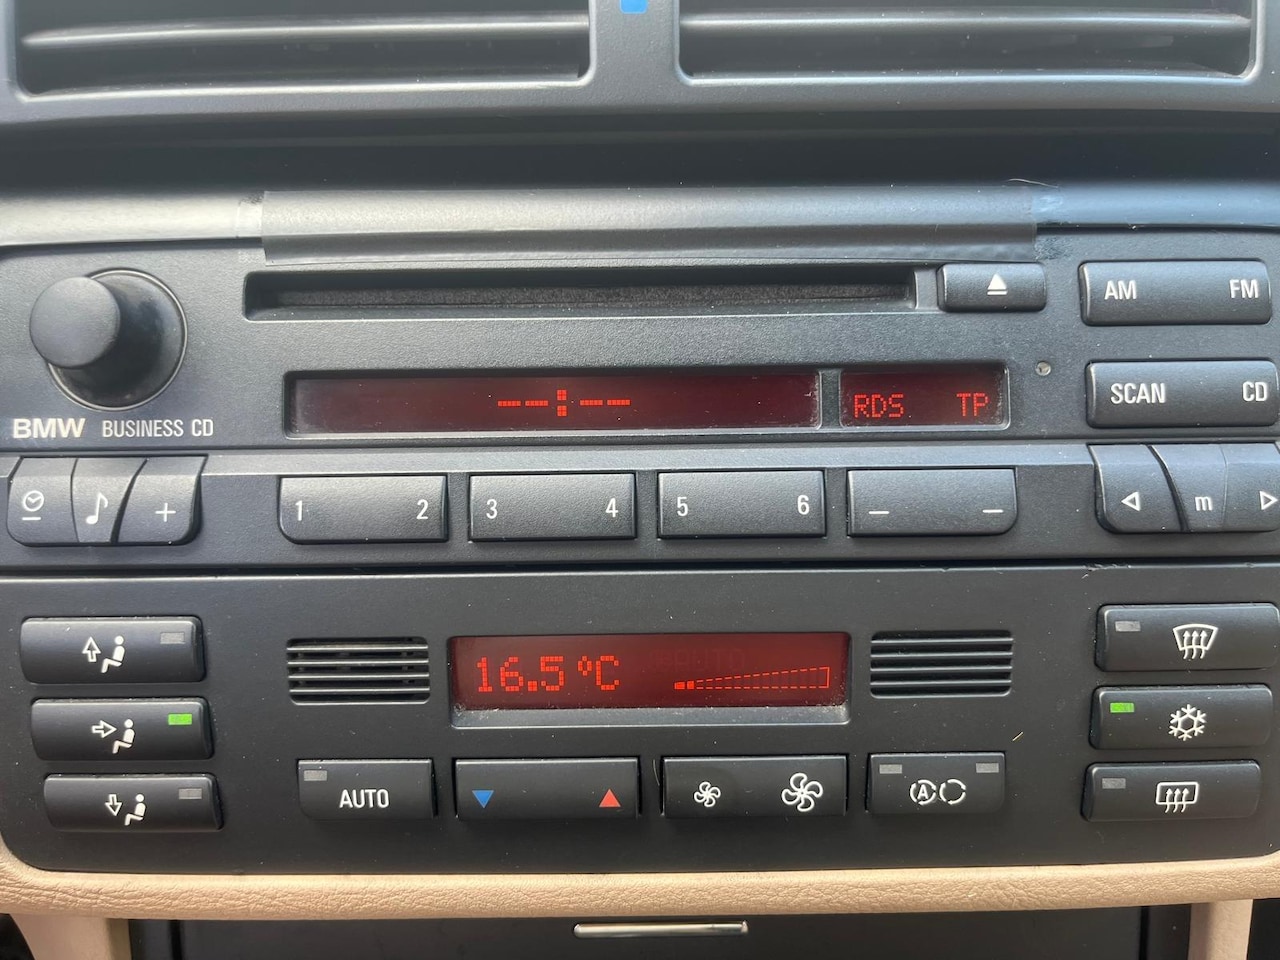 AM FM
--:-- RDS TP
SCAN CD
BMW BUSINESS CD
1 2 3 4 5 6 m
16.5°C
AUTO
A